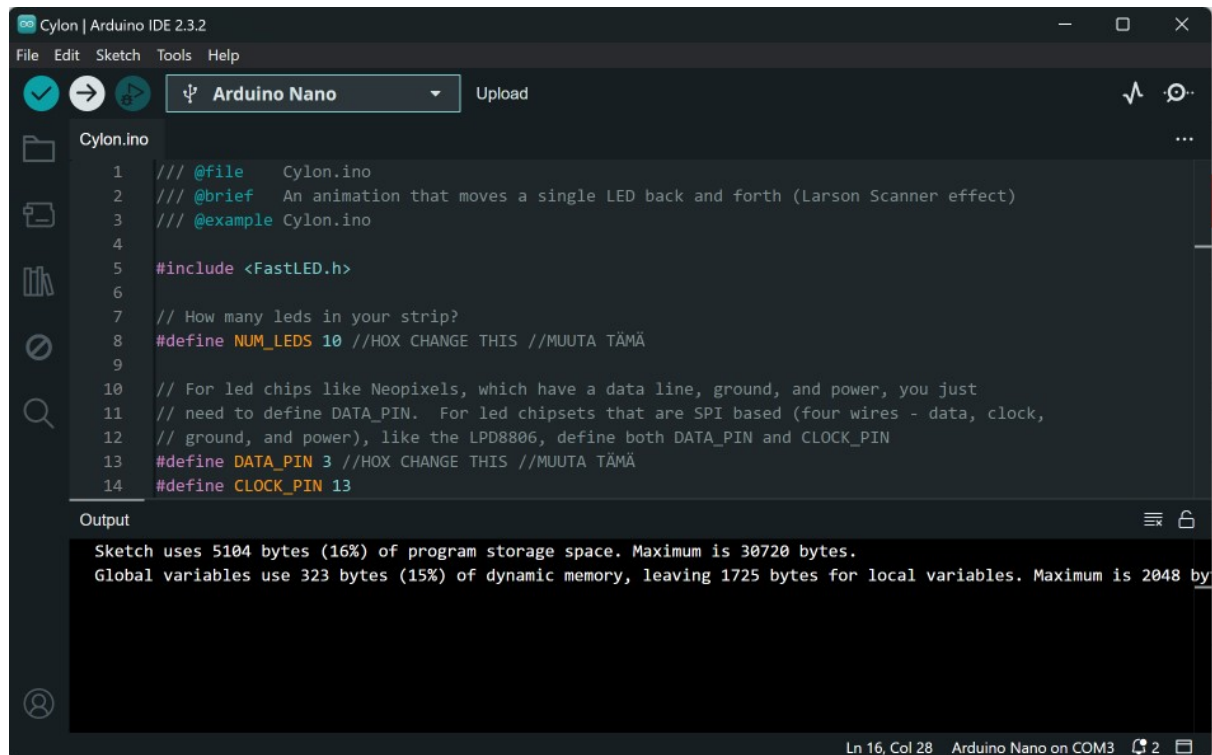 Cylon | Arduino IDE 2.3.2
File Edit Sketch Tools Help
Arduino Nano
Upload
Cylon.ino
1 /// @file    Cylon.ino
2 /// @brief   An animation that moves a single LED back and forth (Larson Scanner effect)
3 /// @example Cylon.ino
4
5 #include <FastLED.h>
6
7 // How many leds in your strip?
8 #define NUM_LEDS 10 //HOX CHANGE THIS //MUUTA TÄMÄ
9
10 // For led chips like Neopixels, which have a data line, ground, and power, you just
11 // need to define DATA_PIN.  For led chipsets that are SPI based (four wires - data, clock,
12 // ground, and power), like the LPD8806, define both DATA_PIN and CLOCK_PIN
13 #define DATA_PIN 3 //HOX CHANGE THIS //MUUTA TÄMÄ
14 #define CLOCK_PIN 13
Output
Sketch uses 5104 bytes (16%) of program storage space. Maximum is 30720 bytes.
Global variables use 323 bytes (15%) of dynamic memory, leaving 1725 bytes for local variables. Maximum is 2048 by
Ln 16, Col 28 Arduino Nano on COM3 2